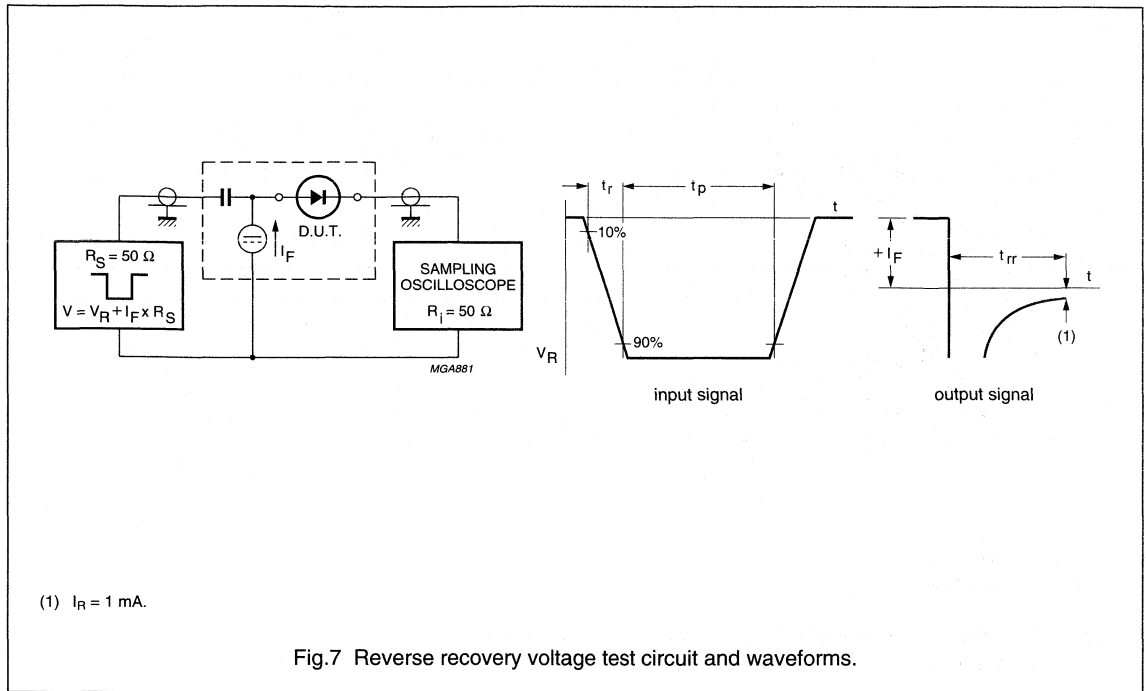 R_S = 50 Ω
V = V_R + I_F x R_S
I_F
D.U.T.
SAMPLING
OSCILLOSCOPE
R_i = 50 Ω
MGA881
t_r
t_p
t
10%
90%
V_R
input signal
+ I_F
t_rr
t
(1)
output signal
(1) I_R = 1 mA.
Fig.7 Reverse recovery voltage test circuit and waveforms.